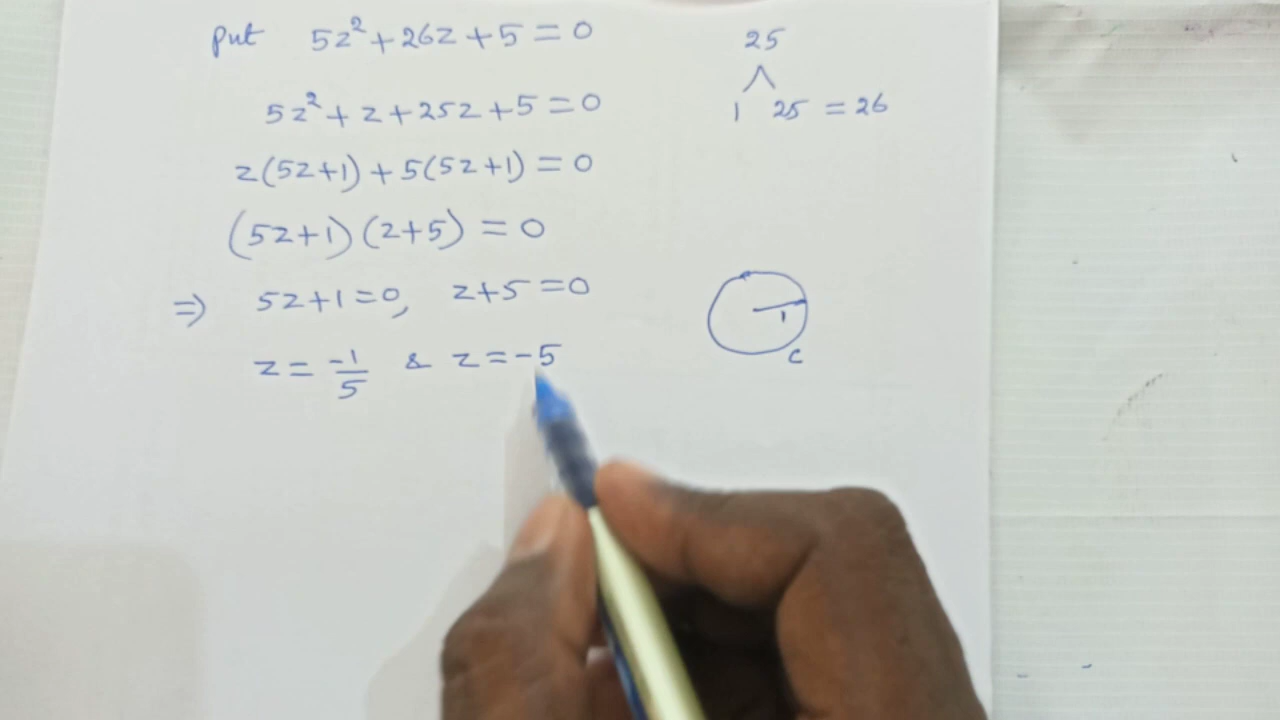 put 5z²+26z+5=0
5z²+z+25z+5=0
z(5z+1)+5(5z+1)=0
(5z+1)(z+5)=0
⇒ 5z+1=0, z+5=0
z=-1/5 & z=-5
25
∧
1 25 = 26
1
c